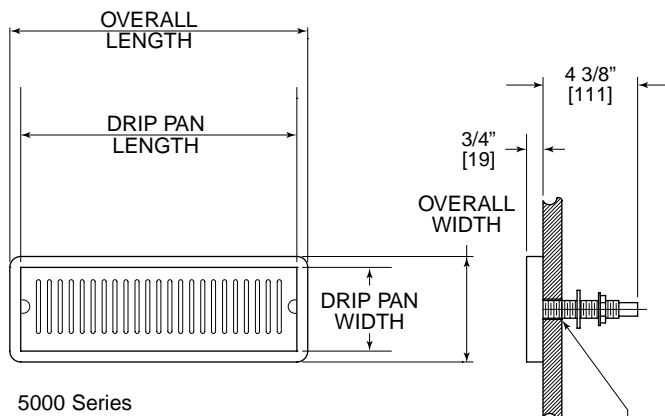 OVERALL
LENGTH
4 3/8”
[111]
DRIP PAN
LENGTH
3/4”
[19]
OVERALL
WIDTH
DRIP PAN
WIDTH
5000 Series